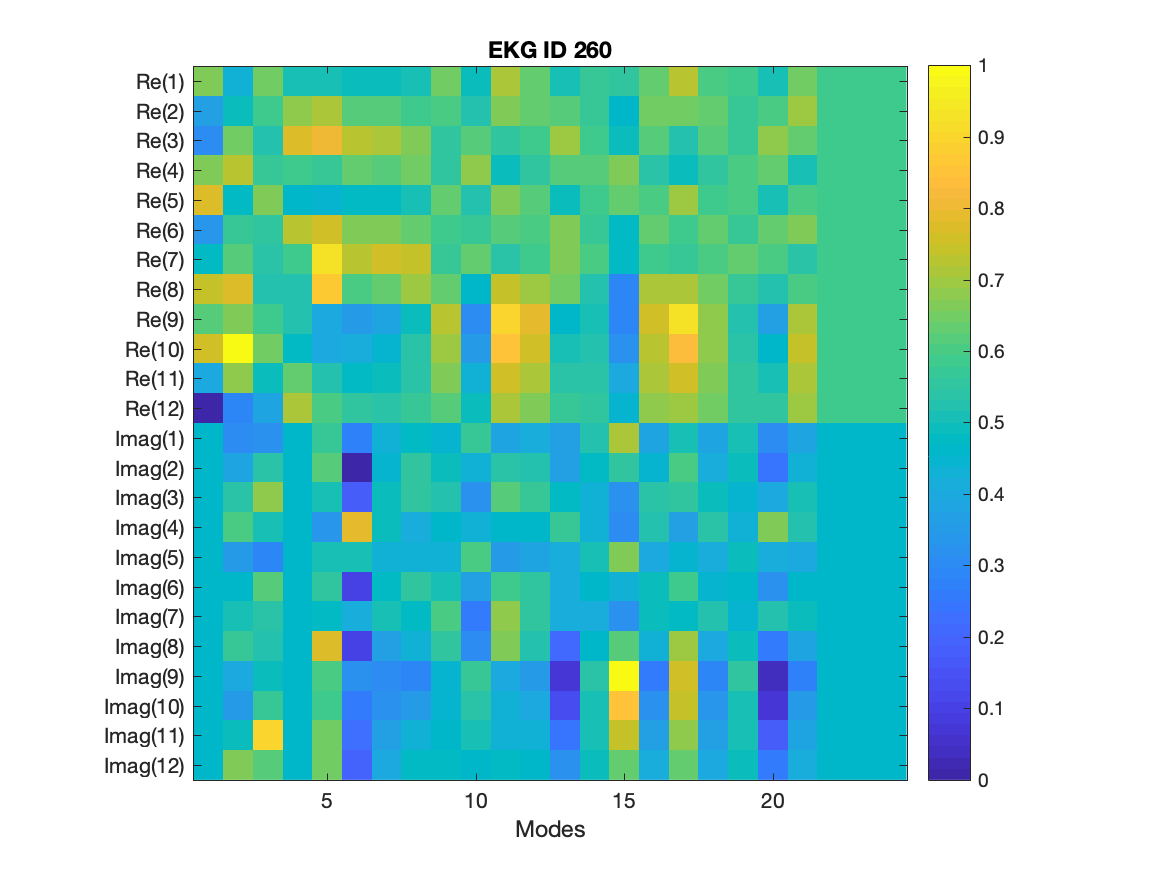 EKG ID 260
Re(1)
Re(2)
Re(3)
Re(4)
Re(5)
Re(6)
Re(7)
Re(8)
Re(9)
Re(10)
Re(11)
Re(12)
Imag(1)
Imag(2)
Imag(3)
Imag(4)
Imag(5)
Imag(6)
Imag(7)
Imag(8)
Imag(9)
Imag(10)
Imag(11)
Imag(12)
5 10 15 20
Modes
1
0.9
0.8
0.7
0.6
0.5
0.4
0.3
0.2
0.1
0